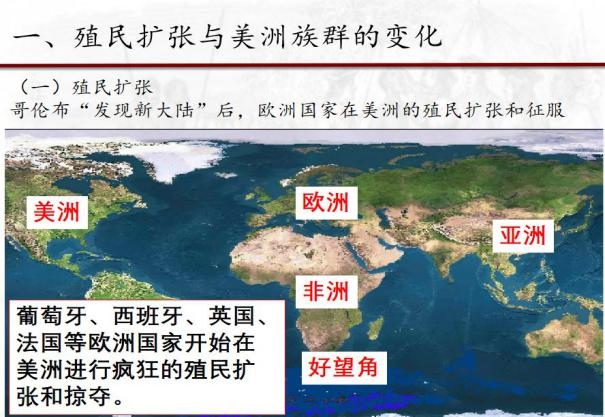 一、殖民扩张与美洲族群的变化
（一）殖民扩张
哥伦布“发现新大陆”后，欧洲国家在美洲的殖民扩张和征服
美洲
欧洲
亚洲
非洲
好望角
葡萄牙、西班牙、英国、
法国等欧洲国家开始在
美洲进行疯狂的殖民扩
张和掠夺。